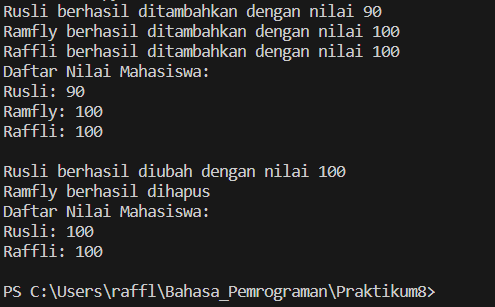 Rusli berhasil ditambahkan dengan nilai 90
Ramfly berhasil ditambahkan dengan nilai 100
Raffli berhasil ditambahkan dengan nilai 100
Daftar Nilai Mahasiswa:
Rusli: 90
Ramfly: 100
Raffli: 100
Rusli berhasil diubah dengan nilai 100
Ramfly berhasil dihapus
Daftar Nilai Mahasiswa:
Rusli: 100
Raffli: 100
PS C:\Users\raffl\Bahasa_Pemrograman\Praktikum8>